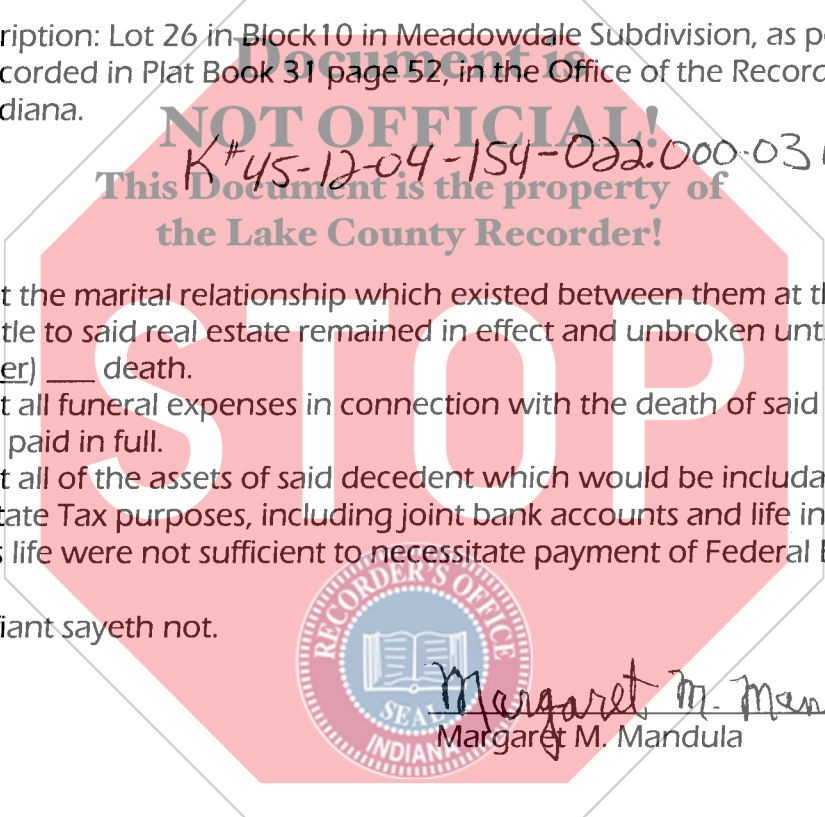 ription: Lot 26 in Block10 in Meadowdale Subdivision, as p
Document is
corded in Plat Book 31 page 52, in the Office of the Record
diana.
NOT OFFICIAL!
K# 45-12-04-154-022.000-031
This Document is the property of
the Lake County Recorder!
t the marital relationship which existed between them at th
tle to said real estate remained in effect and unbroken unt
er) ___ death.
t all funeral expenses in connection with the death of said
paid in full.
t all of the assets of said decedent which would be includa
tate Tax purposes, including joint bank accounts and life in
s life were not sufficient to necessitate payment of Federal E
STOP
fiant sayeth not.
RECORDER'S OFFICE
SEAL
INDIANA
Margaret M. Man
Margaret M. Mandula